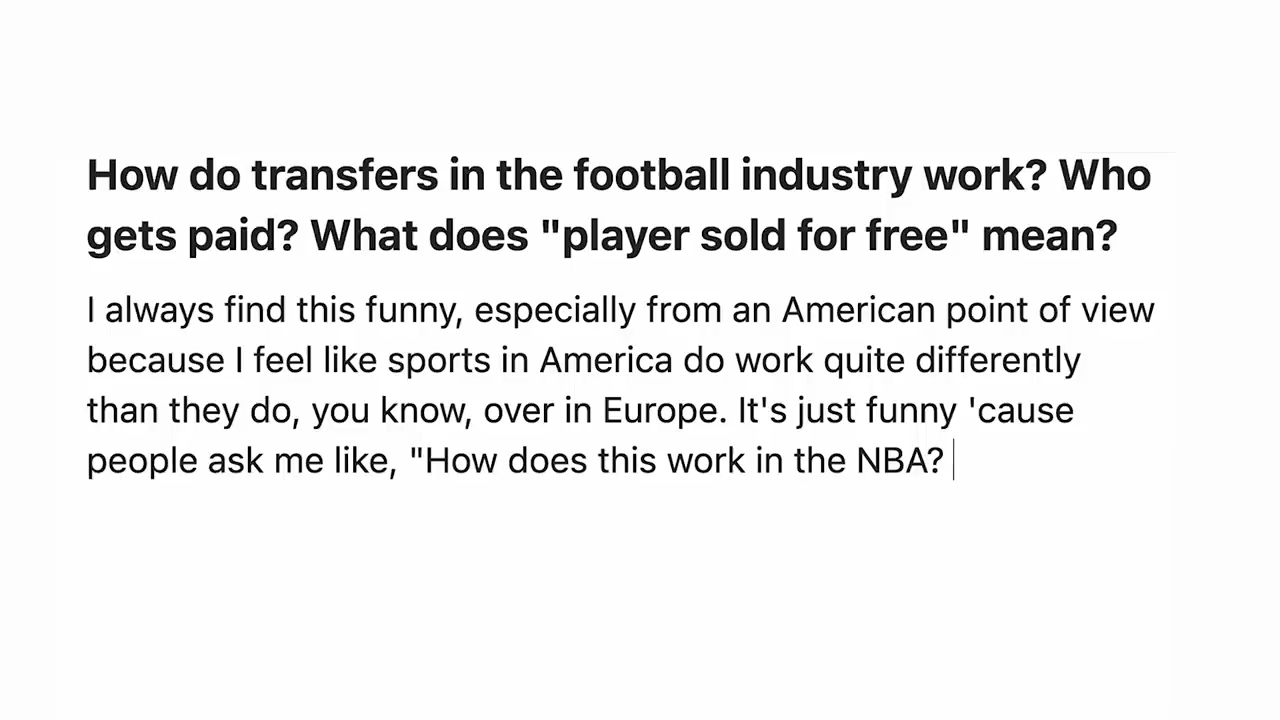 How do transfers in the football industry work? Who
gets paid? What does "player sold for free" mean?
I always find this funny, especially from an American point of view
because I feel like sports in America do work quite differently
than they do, you know, over in Europe. It's just funny 'cause
people ask me like, "How does this work in the NBA?